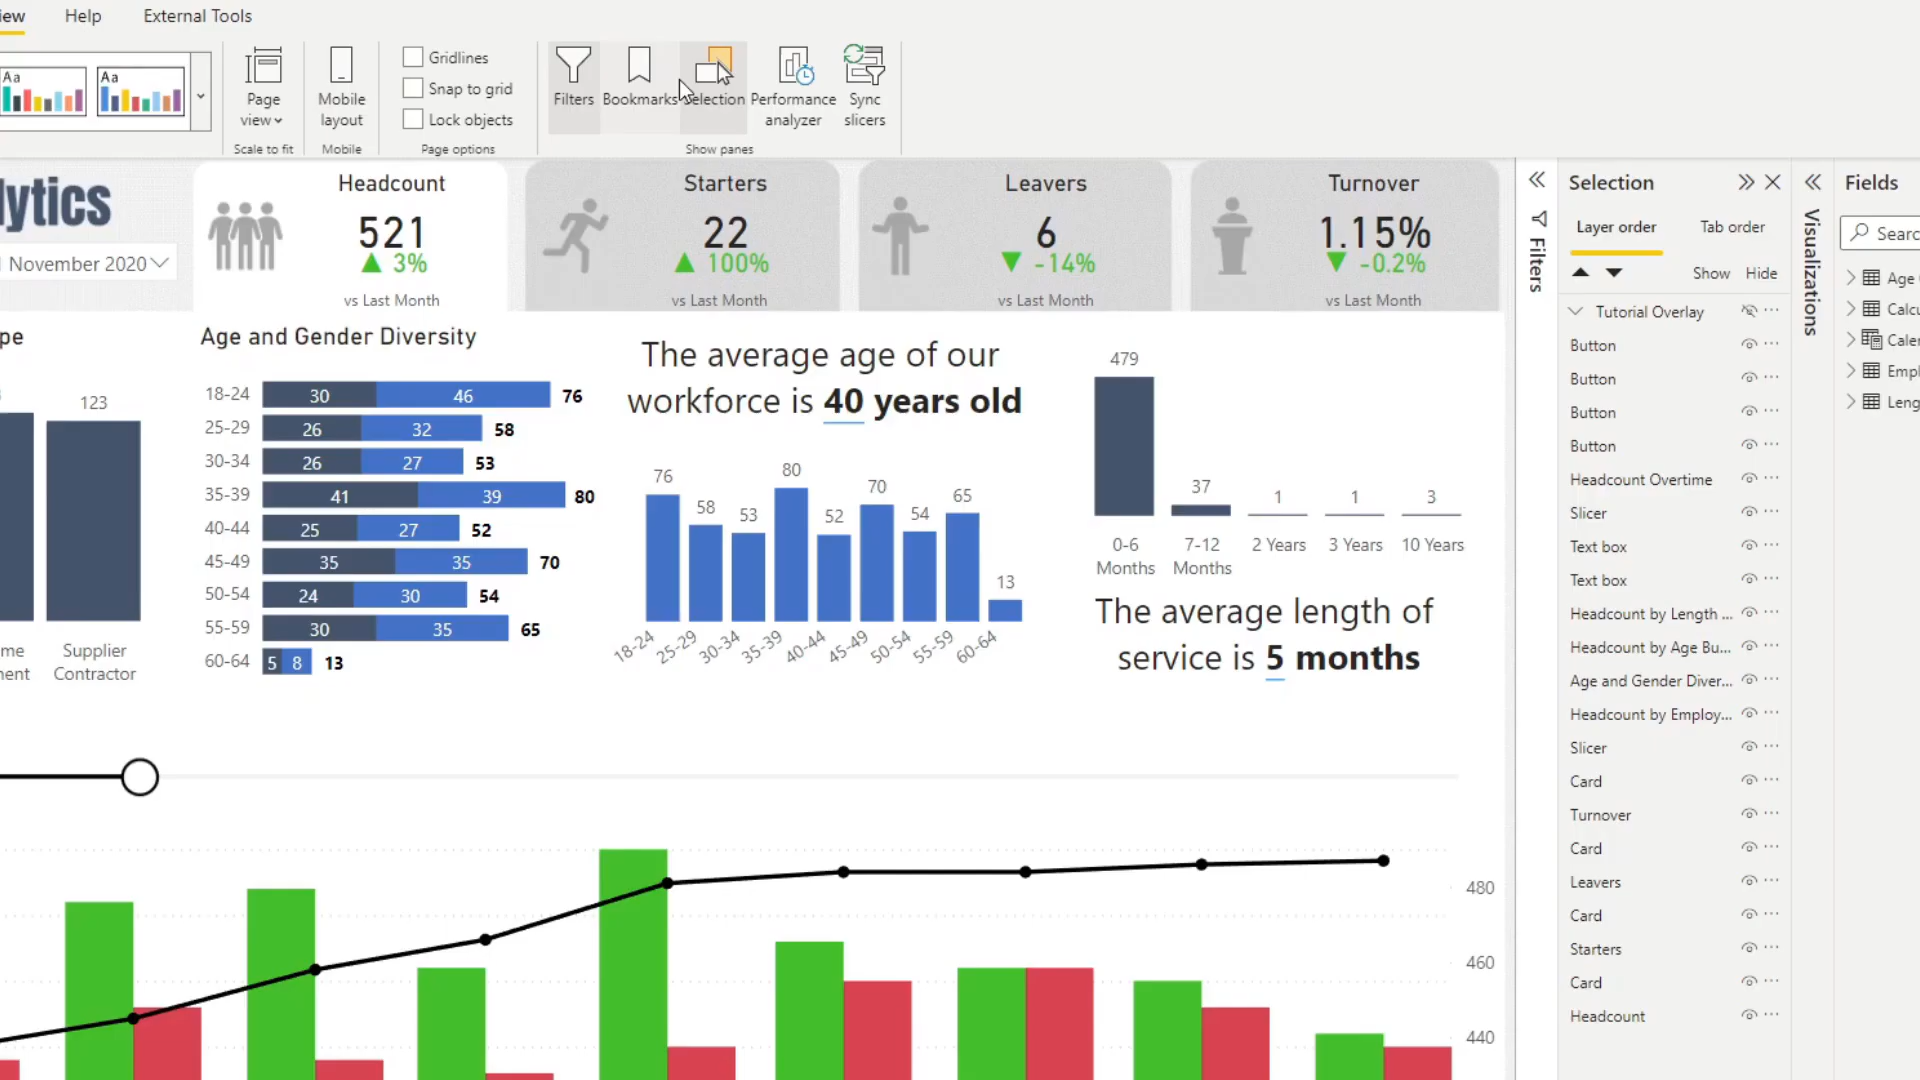 iew Help External Tools
Aa Aa
Page view
Mobile layout
Gridlines
Snap to grid
Lock objects
Filters Bookmarks Selection Performance analyzer Sync slicers
Scale to fit Mobile Page options Show panes
lytics
November 2020
Headcount
521
3%
vs Last Month
Starters
22
100%
vs Last Month
Leavers
6
-14%
vs Last Month
Turnover
1.15%
-0.2%
vs Last Month
pe
123
me
ent
Supplier
Contractor
Age and Gender Diversity
18-24 30 46 76
25-29 26 32 58
30-34 26 27 53
35-39 41 39 80
40-44 25 27 52
45-49 35 35 70
50-54 24 30 54
55-59 30 35 65
60-64 5 8 13
The average age of our
workforce is 40 years old
76 58 53 80 52 70 54 65 13
18-24 25-29 30-34 35-39 40-44 45-49 50-54 55-59 60-64
479 37 1 1 3
0-6 Months 7-12 Months 2 Years 3 Years 10 Years
The average length of
service is 5 months
480
460
440
Filters
Selection
Layer order Tab order
Show Hide
Tutorial Overlay
Button
Button
Button
Button
Headcount Overtime
Slicer
Text box
Text box
Headcount by Length ...
Headcount by Age Bu...
Age and Gender Diver...
Headcount by Employ...
Slicer
Card
Turnover
Card
Leavers
Card
Starters
Card
Headcount
Visualizations
Fields
Searc
Age
Calcu
Caler
Empl
Leng